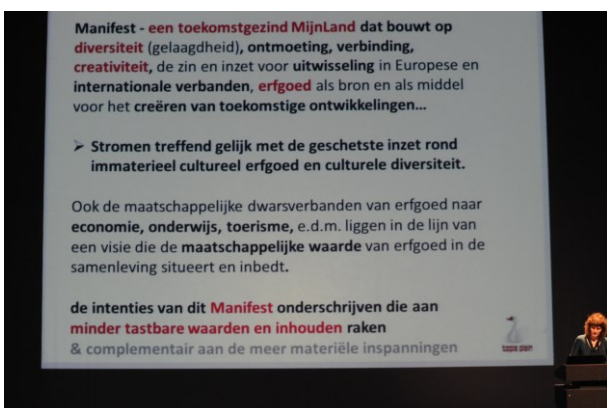 Manifest - een toekomstgezind MijnLand dat bouwt op
diversiteit (gelaagdheid), ontmoeting, verbinding,
creativiteit, de zin en inzet voor uitwisseling in Europese en
internationale verbanden, erfgoed als bron en als middel
voor het creëren van toekomstige ontwikkelingen...
➢ Stromen treffend gelijk met de geschetste inzet rond
immaterieel cultureel erfgoed en culturele diversiteit.
Ook de maatschappelijke dwarsverbanden van erfgoed naar
economie, onderwijs, toerisme, e.d.m. liggen in de lijn van
een visie die de maatschappelijke waarde van erfgoed in de
samenleving situeert en inbedt.
de intenties van dit Manifest onderschrijven die aan
minder tastbare waarden en inhouden raken
& complementair aan de meer materiële inspanningen